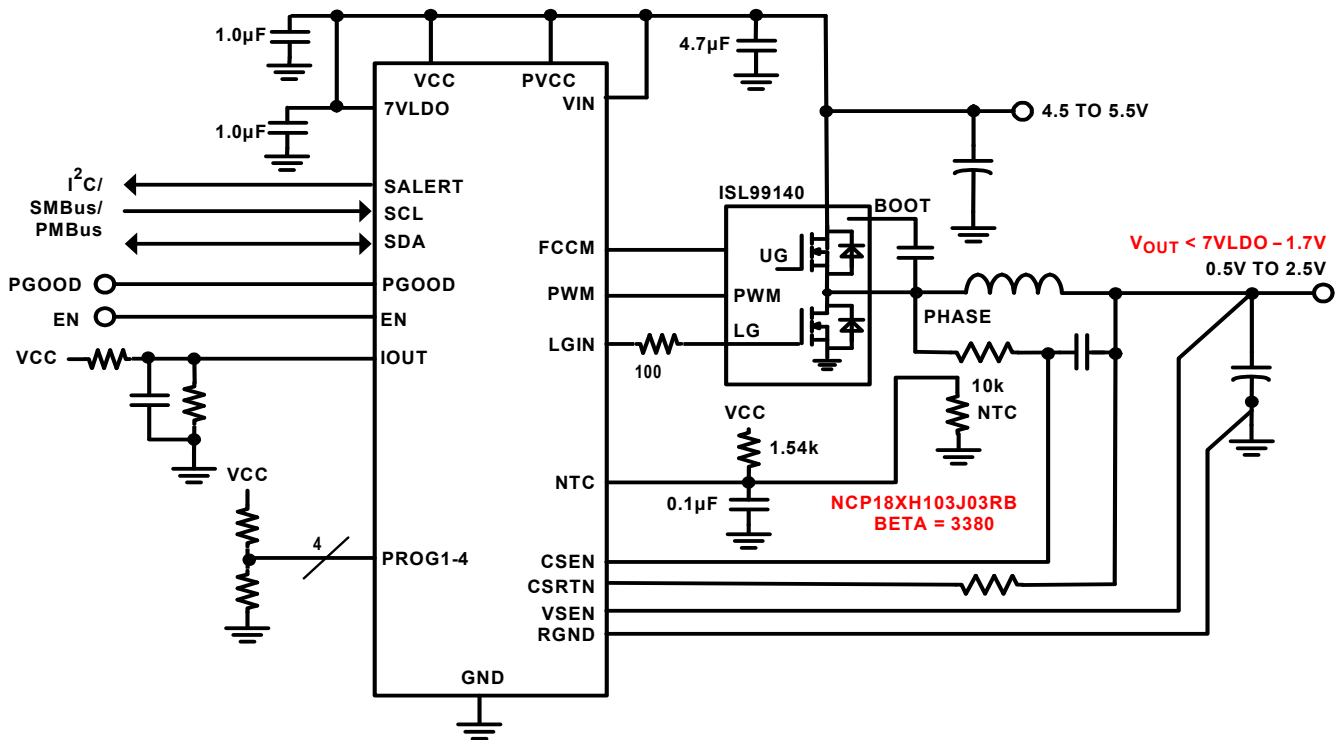 1.0µF
4.7µF
VCC
PVCC
VIN
7VLDO
1.0µF
4.5 TO 5.5V
I2C/
SMBus/
PMBus
SALERT
SCL
SDA
ISL99140
BOOT
FCCM
UG
VOUT < 7VLDO – 1.7V
0.5V TO 2.5V
PGOOD
PGOOD
PWM
PWM
EN
EN
LG
PHASE
LGIN
VCC
IOUT
100
10k
NTC
VCC
1.54k
VCC
NTC
0.1µF
NCP18XH103J03RB
BETA = 3380
4
PROG1-4
CSEN
CSRTN
VSEN
RGND
GND